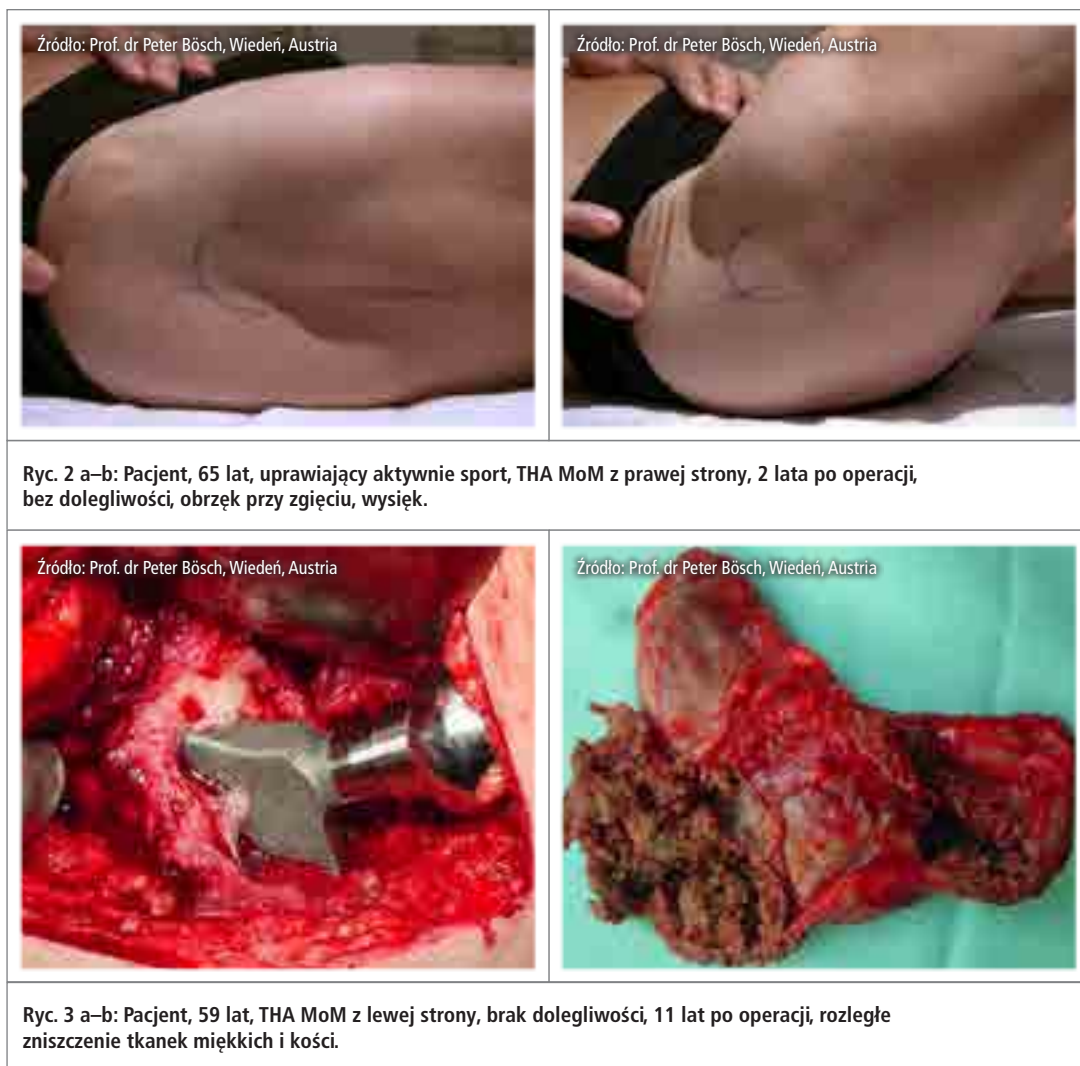 Źródło: Prof. dr Peter Bösch, Wiedeń, Austria
Źródło: Prof. dr Peter Bösch, Wiedeń, Austria
Ryc. 2 a–b: Pacjent, 65 lat, uprawiający aktywnie sport, THA MoM z prawej strony, 2 lata po operacji,
bez dolegliwości, obrzęk przy zgięciu, wysięk.
Źródło: Prof. dr Peter Bösch, Wiedeń, Austria
Źródło: Prof. dr Peter Bösch, Wiedeń, Austria
Ryc. 3 a–b: Pacjent, 59 lat, THA MoM z lewej strony, brak dolegliwości, 11 lat po operacji, rozległe
zniszczenie tkanek miękkich i kości.